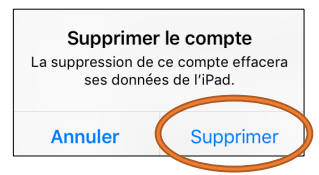 Supprimer le compte
La suppression de ce compte effacera
ses données de l’iPad.
Annuler Supprimer